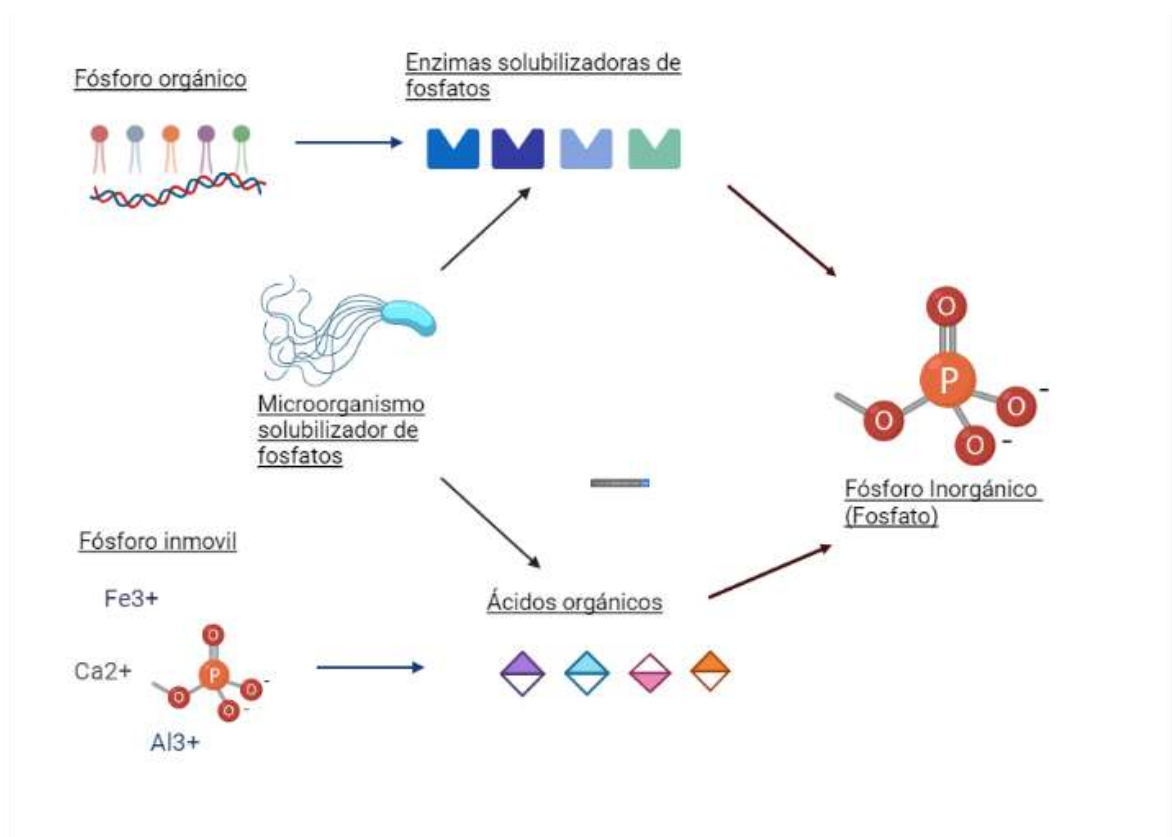 Fósforo orgánico
Enzimas solubilizadoras de
fosfatos
Microorganismo
solubilizador de
fosfatos
O
P
O
O
-
O
-
Fósforo Inorgánico
(Fosfato)
Fósforo inmovil
Fe3+
Ca2+
Al3+
O
P
O
O
-
O
-
Ácidos orgánicos